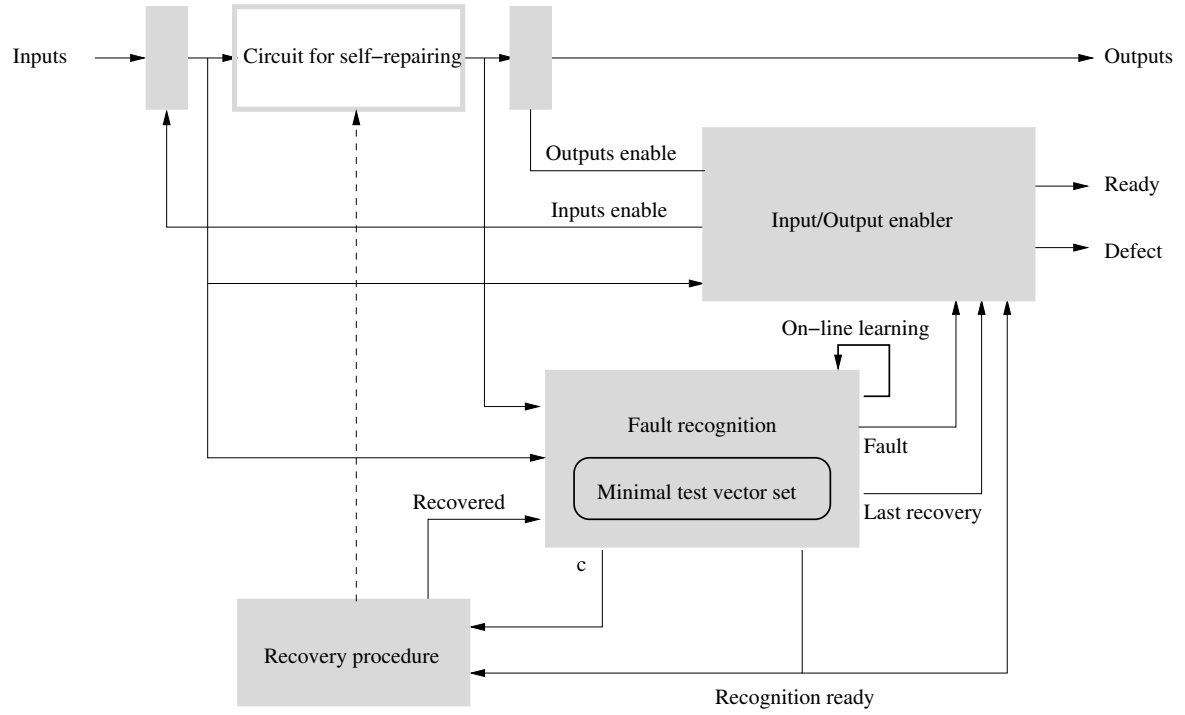 Inputs
Circuit for self−repairing
Outputs
Outputs enable
Ready
Inputs enable
Input/Output enabler
Defect
On−line learning
Fault recognition
Fault
Minimal test vector set
Recovered
Last recovery
c
Recovery procedure
Recognition ready